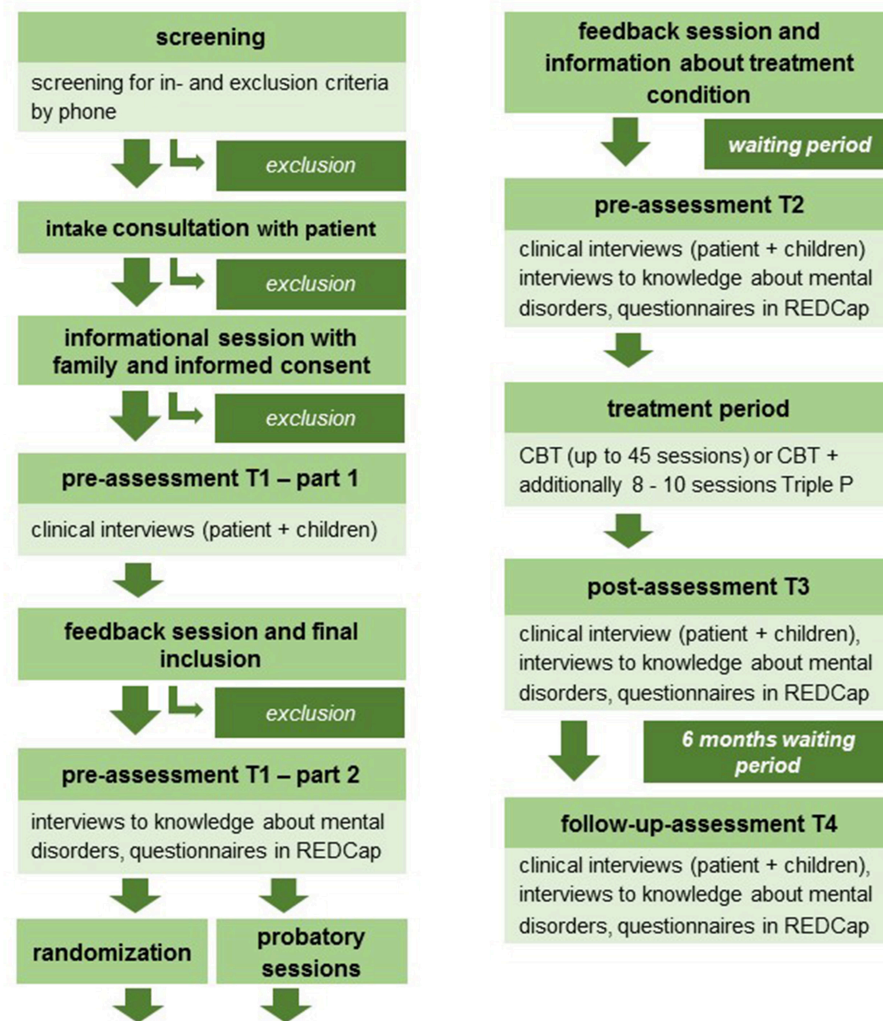 screening
screening for in- and exclusion criteria
by phone
exclusion
intake consultation with patient
exclusion
informational session with
family and informed consent
exclusion
pre-assessment T1 – part 1
clinical interviews (patient + children)
feedback session and final
inclusion
exclusion
pre-assessment T1 – part 2
interviews to knowledge about mental
disorders, questionnaires in REDCap
randomization
probatory
sessions
feedback session and
information about treatment
condition
waiting period
pre-assessment T2
clinical interviews (patient + children)
interviews to knowledge about mental
disorders, questionnaires in REDCap
treatment period
CBT (up to 45 sessions) or CBT +
additionally 8 - 10 sessions Triple P
post-assessment T3
clinical interview (patient + children),
interviews to knowledge about mental
disorders, questionnaires in REDCap
6 months waiting
period
follow-up-assessment T4
clinical interviews (patient + children),
interviews to knowledge about mental
disorders, questionnaires in REDCap